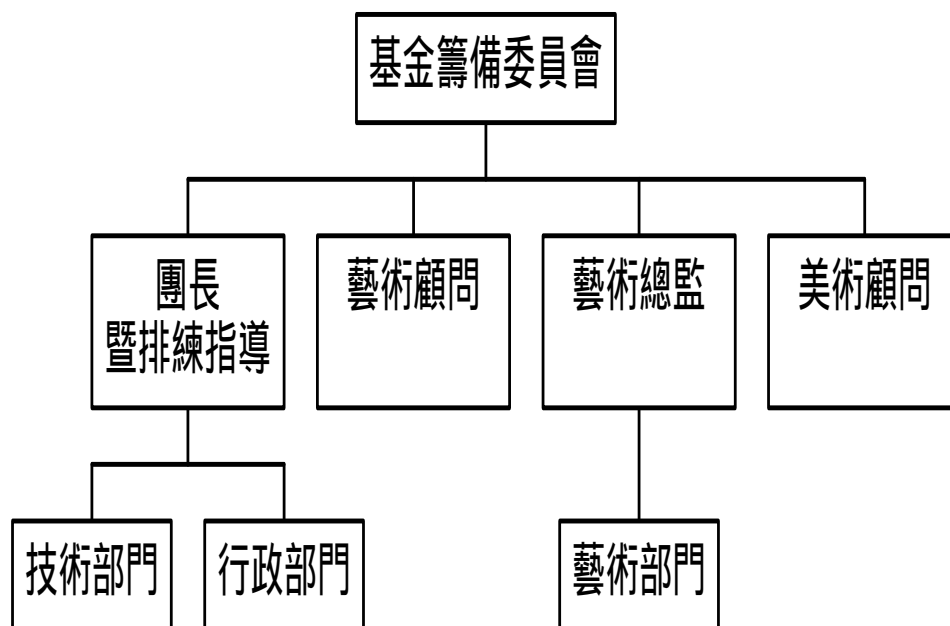 基金籌備委員會
團長
暨排練指導
藝術顧問
藝術總監
美術顧問
技術部門
行政部門
藝術部門